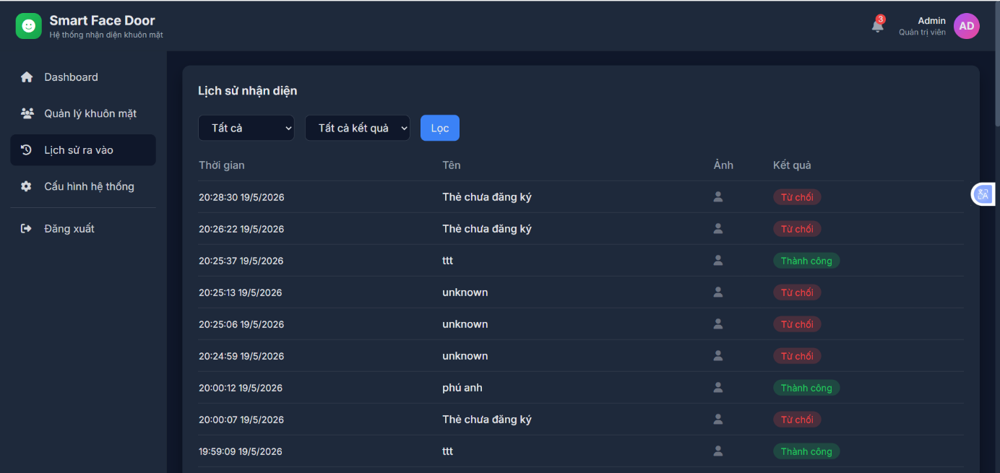 Smart Face Door
Hệ thống nhận diện khuôn mặt
3
Admin
Quản trị viên
AD
Dashboard
Quản lý khuôn mặt
Lịch sử ra vào
Cấu hình hệ thống
Đăng xuất
Lịch sử nhận diện
Tất cả Tất cả kết quả Lọc
Thời gian Tên Ảnh Kết quả
20:28:30 19/5/2026 Thẻ chưa đăng ký Từ chối
20:26:22 19/5/2026 Thẻ chưa đăng ký Từ chối
20:25:37 19/5/2026 ttt Thành công
20:25:13 19/5/2026 unknown Từ chối
20:25:06 19/5/2026 unknown Từ chối
20:24:59 19/5/2026 unknown Từ chối
20:00:12 19/5/2026 phú anh Thành công
20:00:07 19/5/2026 Thẻ chưa đăng ký Từ chối
19:59:09 19/5/2026 ttt Thành công